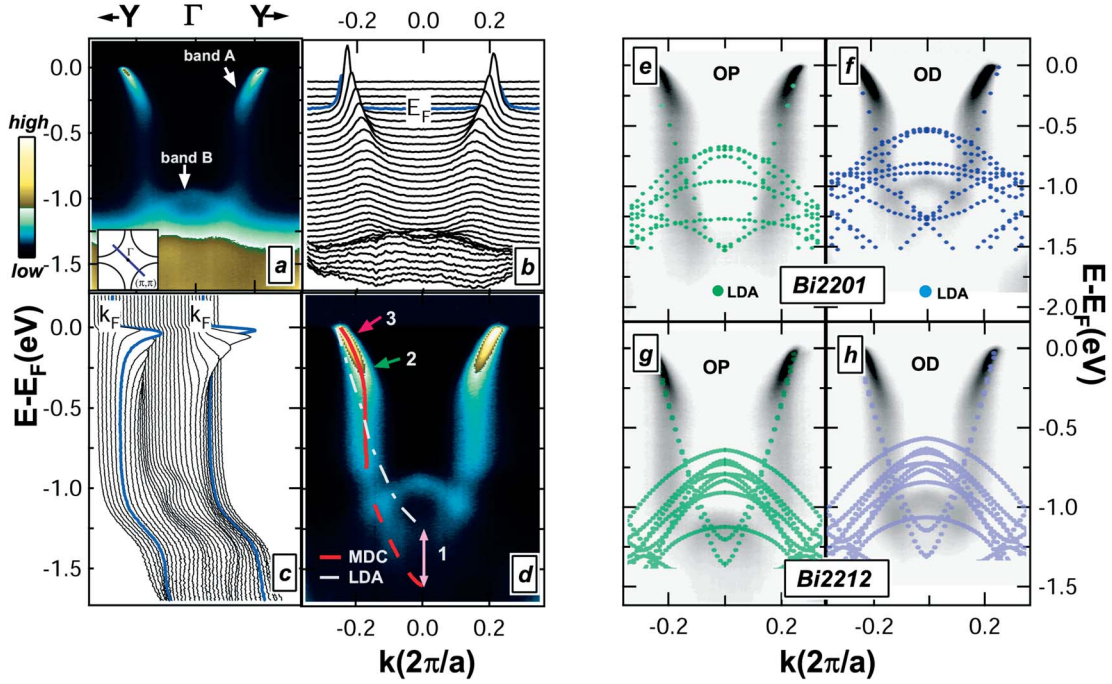 Y Γ Y
-0.2 0.0 0.2
high
low
0.0
-0.5
-1.0
-1.5
band A
band B
Γ
(π,π)
a
E_F
b
e
OP
f
OD
0.0
-0.5
-1.0
-1.5
-2.0
LDA
LDA
Bi2201
k_F
k_F
0.0
-0.5
-1.0
-1.5
c
3
2
1
MDC
LDA
d
g
OP
h
OD
0.0
-0.5
-1.0
-1.5
Bi2212
E-E_F(eV)
E-E_F(eV)
-0.2 0.0 0.2
k(2π/a)
-0.2 0.2 -0.2 0.2
k(2π/a)